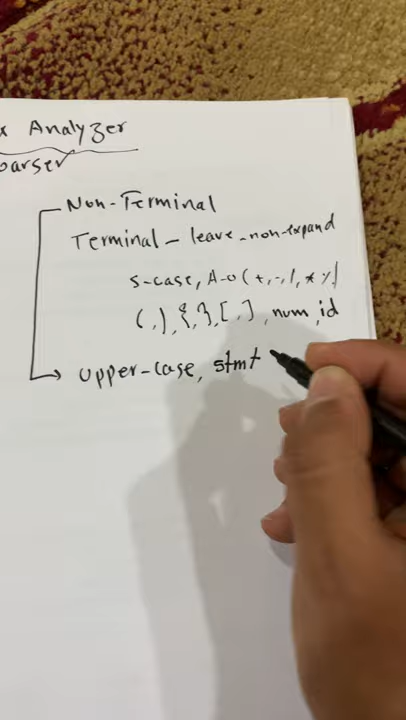 x Analyzer
parser
Non-Terminal
Terminal - leave-non-expand
s-case, A-o (+, -, /, * %)
(,), {, }, [, ], num, id
upper-case, stmt